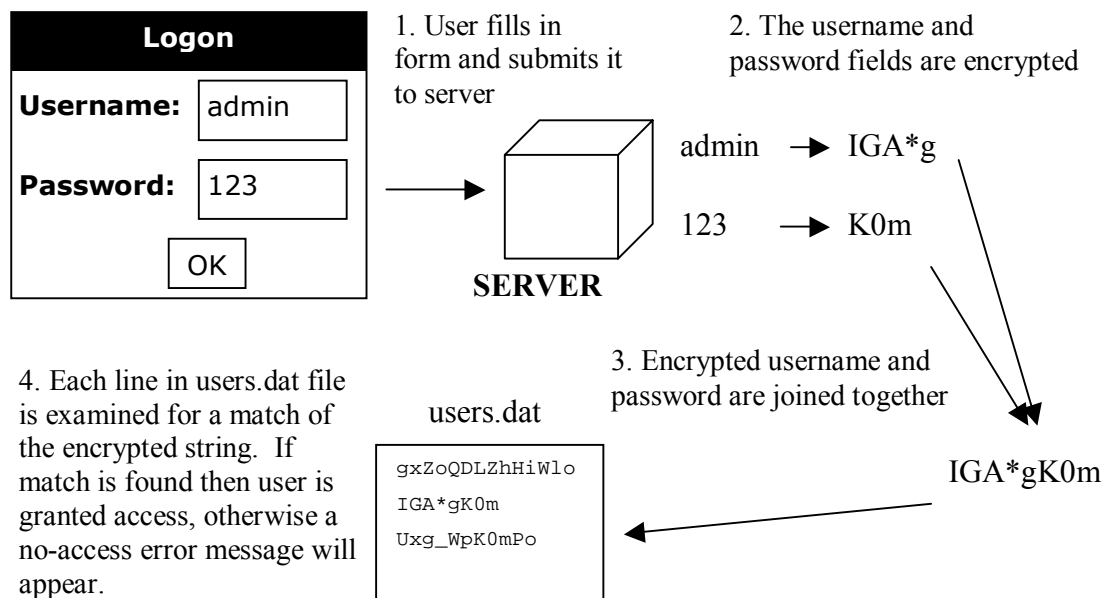 Logon
Username:
admin
Password:
123
OK
1. User fills in
form and submits it
to server
SERVER
2. The username and
password fields are encrypted
admin
IGA*g
123
K0m
3. Encrypted username and
password are joined together
IGA*gK0m
4. Each line in users.dat file
is examined for a match of
the encrypted string. If
match is found then user is
granted access, otherwise a
no-access error message will
appear.
users.dat
gxZoQDLZhHiWlo
IGA*gK0m
Uxg_WpK0mPo